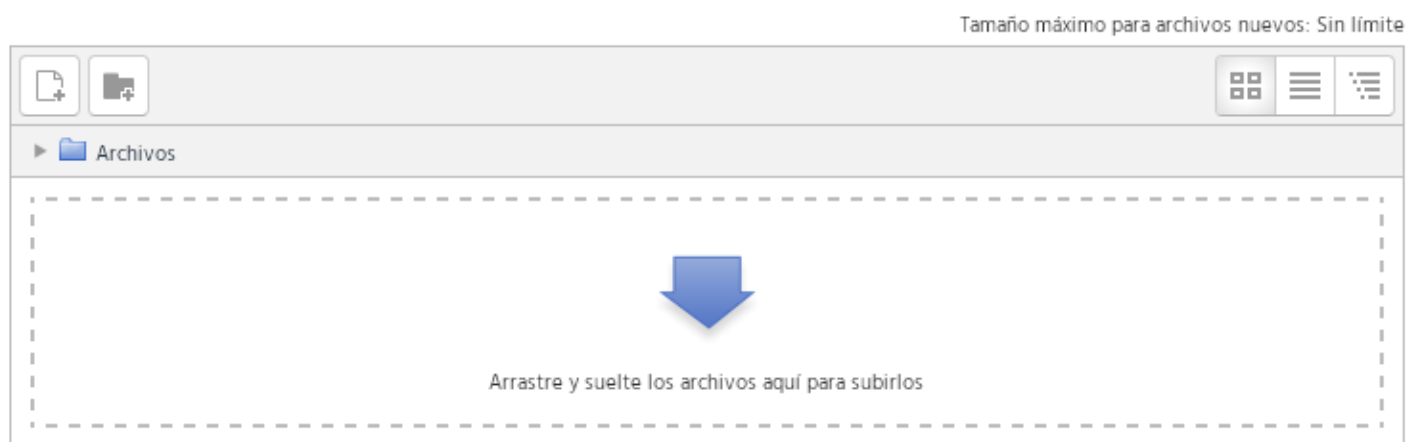 Tamaño máximo para archivos nuevos: Sin límite
Archivos
Arrastre y suelte los archivos aquí para subirlos